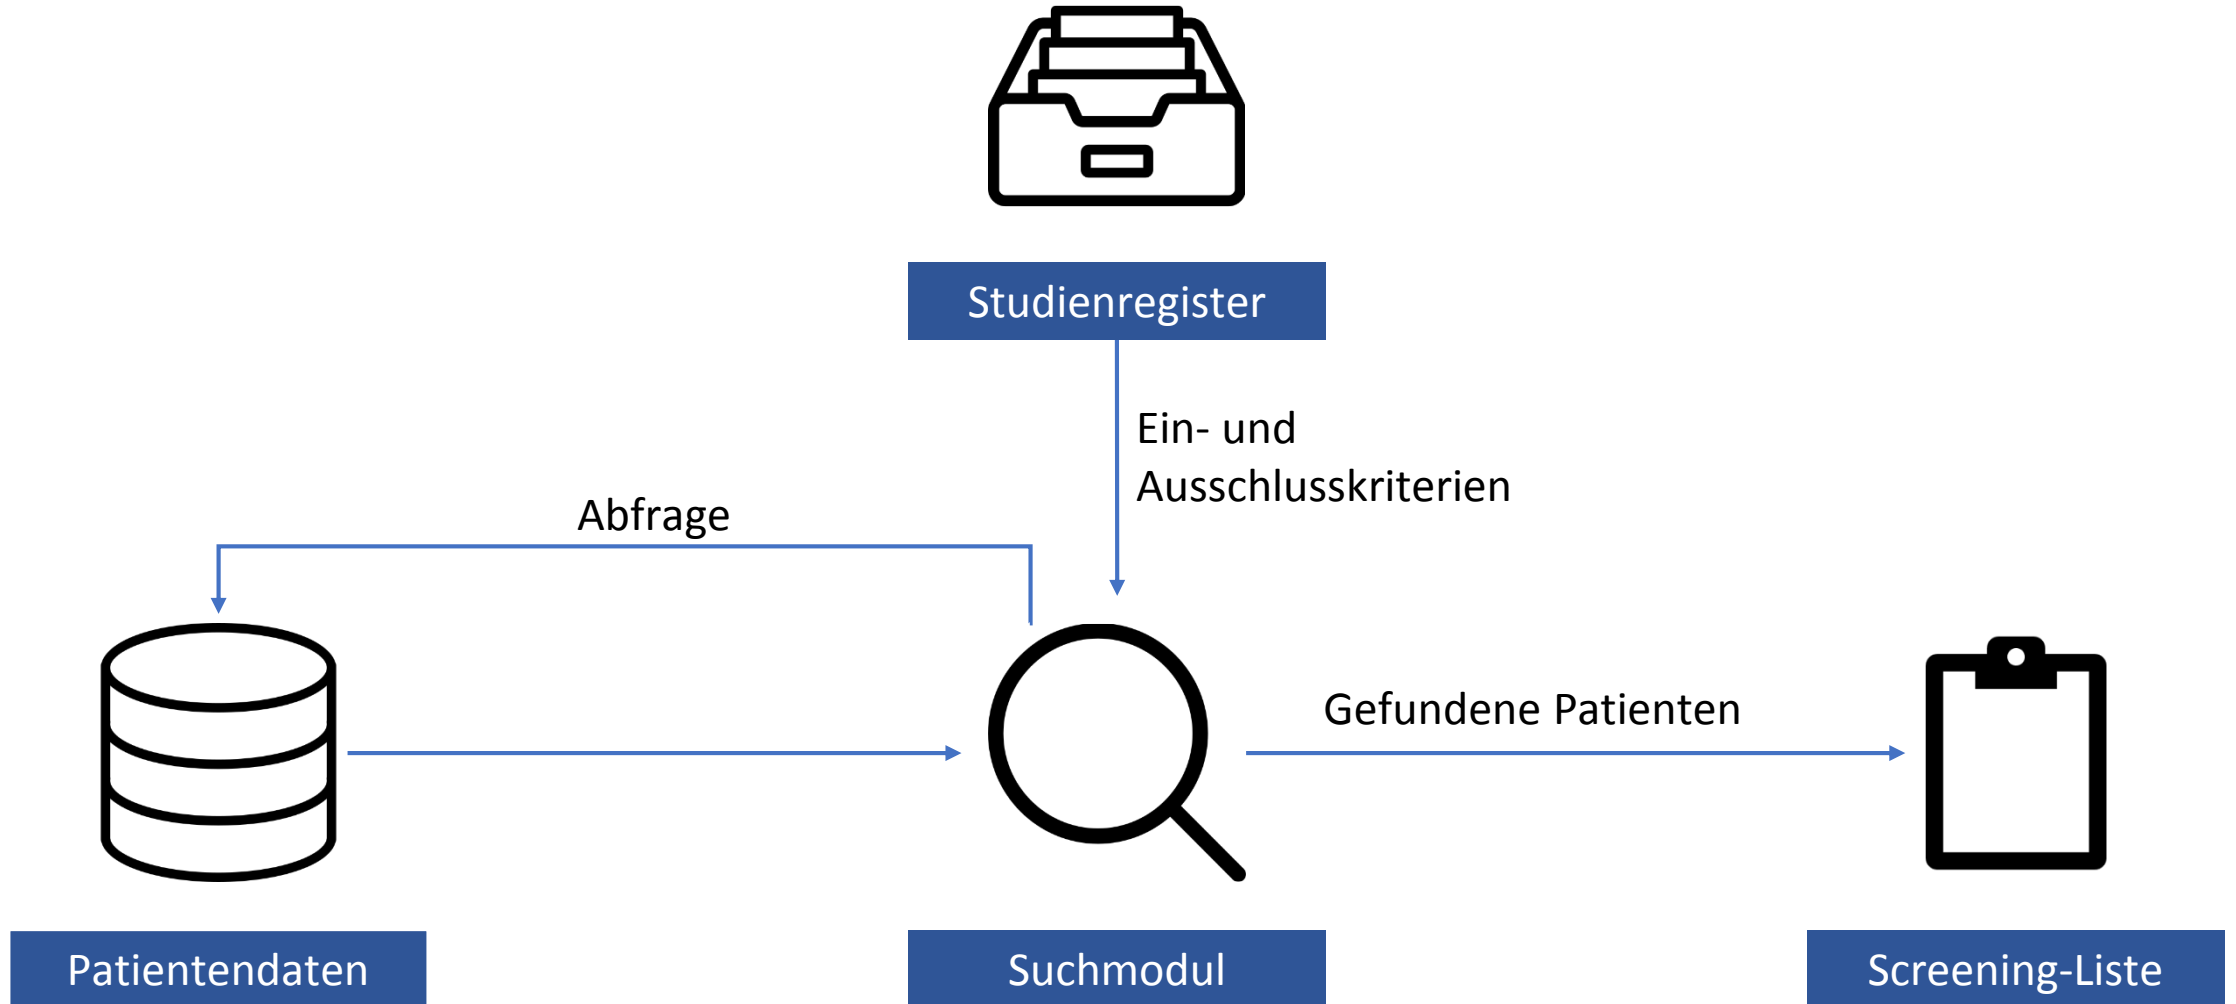 Studienregister
Ein- und
Ausschlusskriterien
Abfrage
Gefundene Patienten
Patientendaten
Suchmodul
Screening-Liste